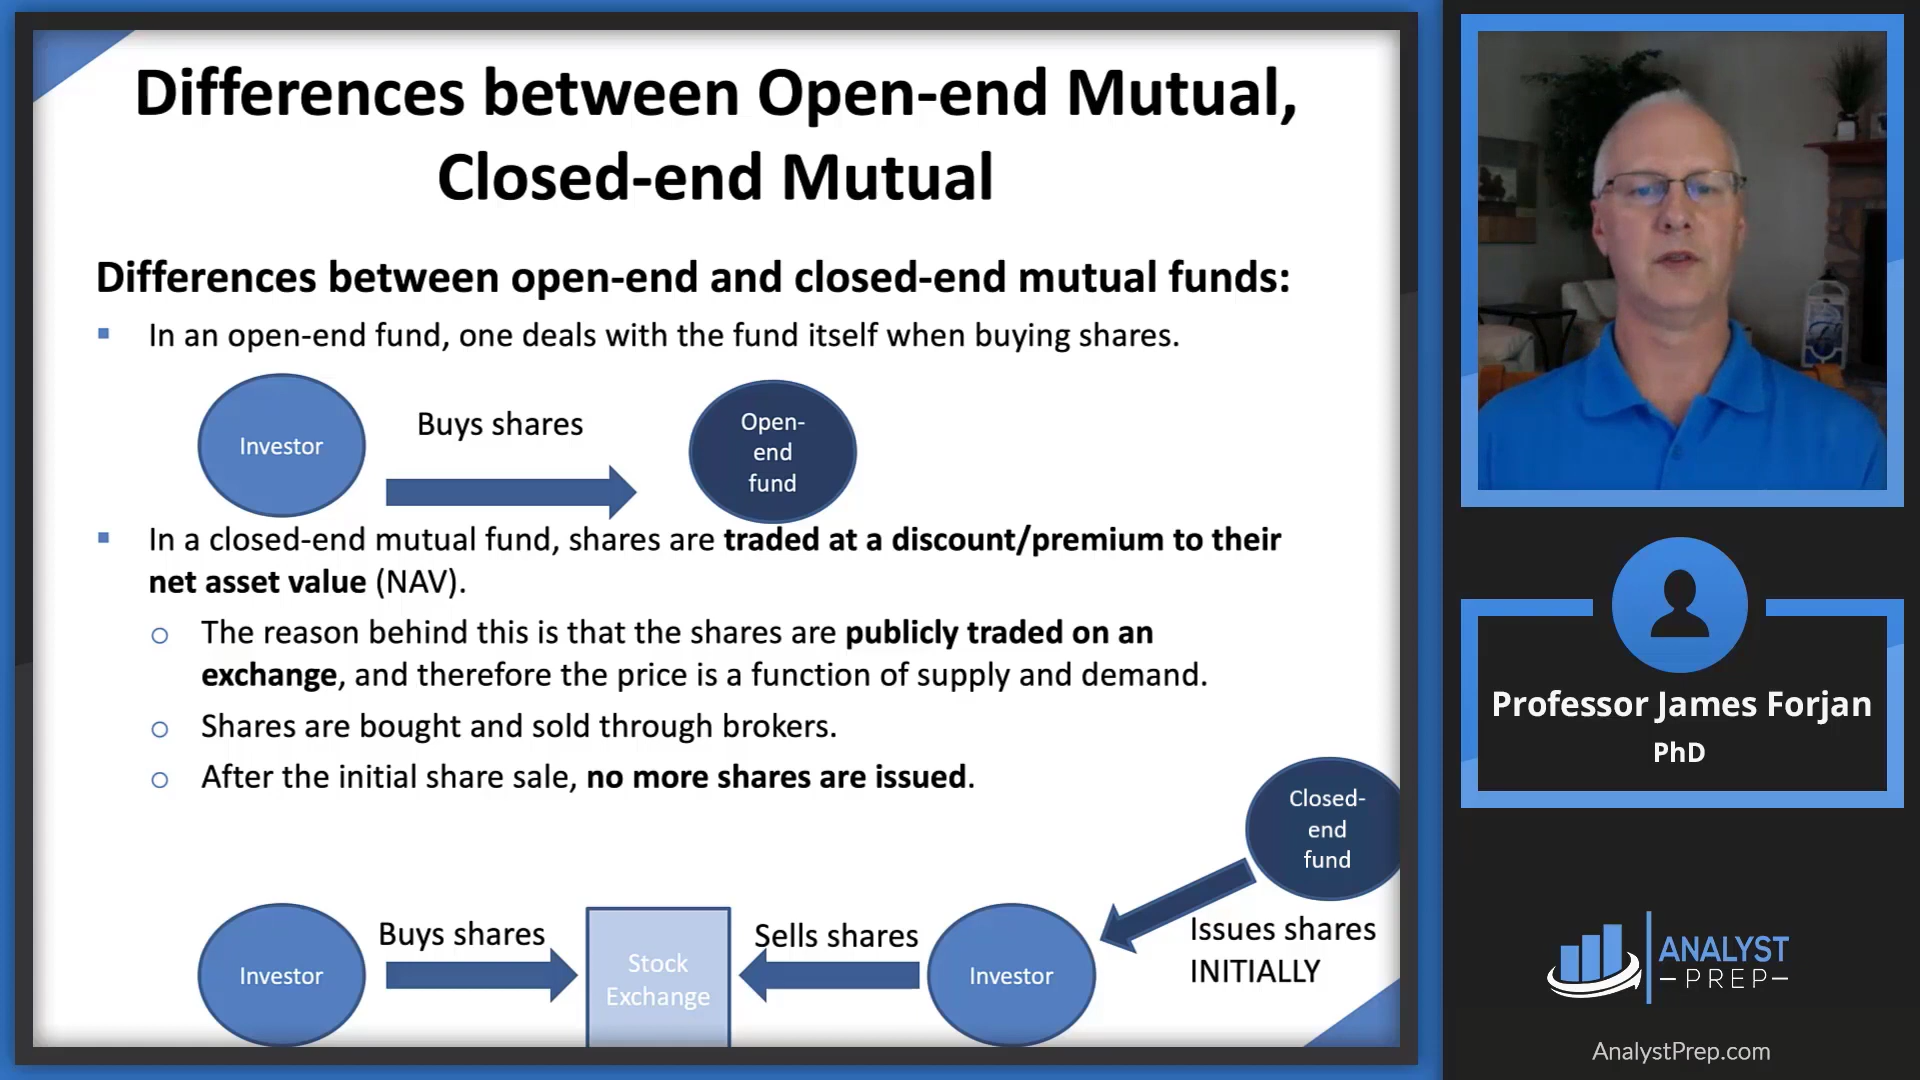 Differences between Open-end Mutual,
Closed-end Mutual
Differences between open-end and closed-end mutual funds:
In an open-end fund, one deals with the fund itself when buying shares.
Investor
Buys shares
Open-
end
fund
In a closed-end mutual fund, shares are traded at a discount/premium to their
net asset value (NAV).
The reason behind this is that the shares are publicly traded on an
exchange, and therefore the price is a function of supply and demand.
Shares are bought and sold through brokers.
After the initial share sale, no more shares are issued.
Closed-
end
fund
Issues shares
INITIALLY
Investor
Buys shares
Stock
Exchange
Sells shares
Investor
Professor James Forjan
PhD
ANALYST
PREP
AnalystPrep.com